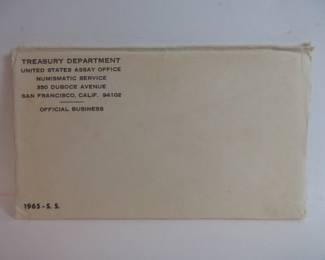 TREASURY DEPARTMENT
UNITED STATES ASSAY OFFICE
NUMISMATIC SERVICE
350 DUBOCE AVENUE
SAN FRANCISCO, CALIF. 94102
OFFICIAL BUSINESS
1965 - S. S.